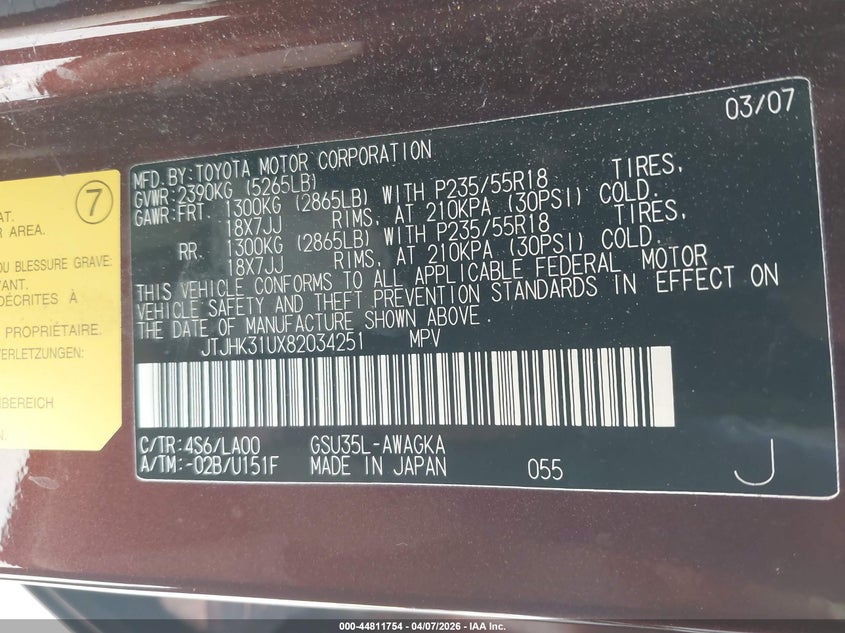 03/07
MFD.BY:TOYOTA MOTOR CORPORATION
GVWR:2390KG (5265LB)
GAWR:FRT. 1300KG (2865LB) WITH P235/55R18 TIRES,
18X7JJ RIMS, AT 210KPA (30PSI) COLD.
RR. 1300KG (2865LB) WITH P235/55R18 TIRES,
18X7JJ RIMS, AT 210KPA (30PSI) COLD.
THIS VEHICLE CONFORMS TO ALL APPLICABLE FEDERAL MOTOR
VEHICLE SAFETY AND THEFT PREVENTION STANDARDS IN EFFECT ON
THE DATE OF MANUFACTURE SHOWN ABOVE.
JTJHK31UX82034251 MPV
C/TR:4S6/LA00 GSU35L-AWAGKA
A/TM:-02B/U151F MADE IN JAPAN 055 J
7
AT.
R AREA.
OU BLESSURE GRAVE
VANT.
DÉCRITES À
PROPRIÉTAIRE.
VERLETZUNGEN:
BEREICH
000-44811754 - 04/07/2026 - IAA Inc.